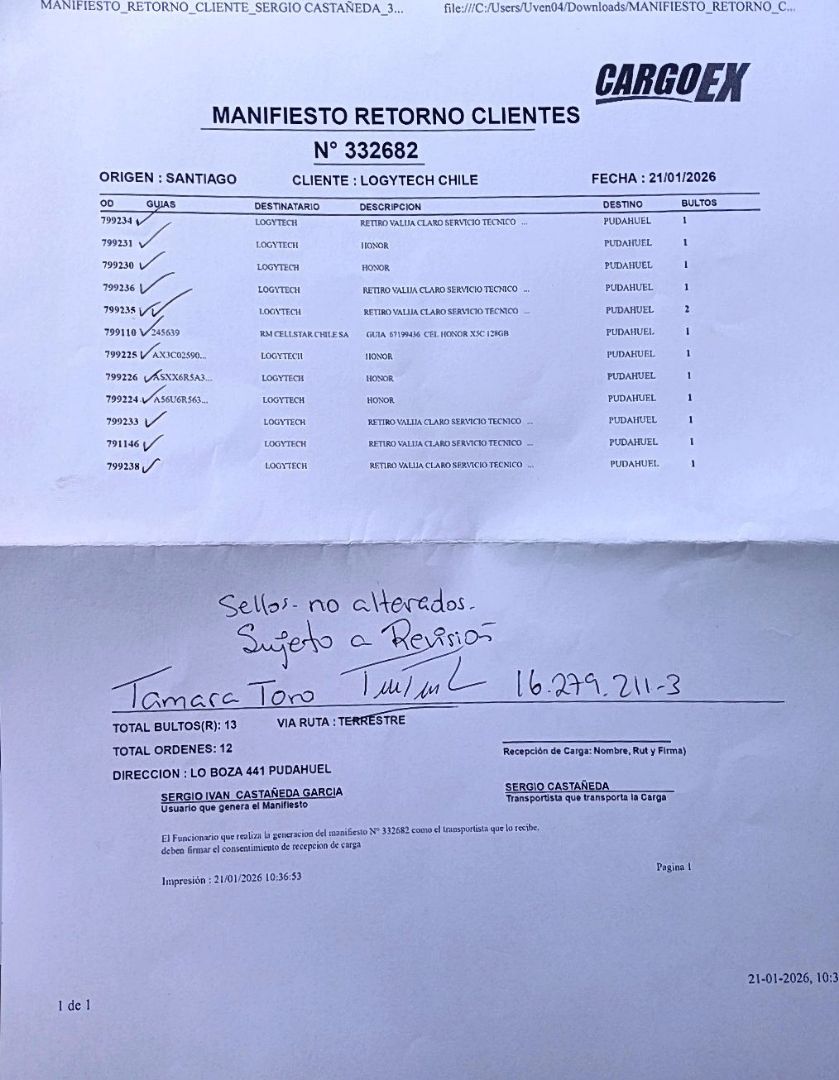 MANIFIESTO_RETORNO_CLIENTE_SERGIO CASTAÑEDA_3... file:///C:/Users/Uven04/Downloads/MANIFIESTO_RETORNO_C...
CARGOEX
MANIFIESTO RETORNO CLIENTES
N° 332682
ORIGEN : SANTIAGO CLIENTE : LOGYTECH CHILE FECHA : 21/01/2026
OD GUIAS DESTINATARIO DESCRIPCION DESTINO BULTOS
799234 LOGYTECH RETIRO VALIJA CLARO SERVICIO TECNICO ... PUDAHUEL 1
799231 LOGYTECH HONOR PUDAHUEL 1
799230 LOGYTECH HONOR PUDAHUEL 1
799236 LOGYTECH RETIRO VALIJA CLARO SERVICIO TECNICO ... PUDAHUEL 1
799235 LOGYTECH RETIRO VALIJA CLARO SERVICIO TECNICO ... PUDAHUEL 2
799110 245639 RM CELLSTAR CHILE SA GUIA 67199436 CEL HONOR X5C 128GB PUDAHUEL 1
799225 AX3C02590... LOGYTECH HONOR PUDAHUEL 1
799226 ASXX6R5A3... LOGYTECH HONOR PUDAHUEL 1
799224 A56U6R563... LOGYTECH HONOR PUDAHUEL 1
799233 LOGYTECH RETIRO VALIJA CLARO SERVICIO TECNICO ... PUDAHUEL 1
791146 LOGYTECH RETIRO VALIJA CLARO SERVICIO TECNICO ... PUDAHUEL 1
799238 LOGYTECH RETIRO VALIJA CLARO SERVICIO TECNICO ... PUDAHUEL 1
Sellos- no alterados-
Sujeto a Revisión
Tamara Toro 16.279.211-3
TOTAL BULTOS(R): 13 VIA RUTA : TERRESTRE
TOTAL ORDENES: 12 Recepción de Carga: Nombre, Rut y Firma)
DIRECCION : LO BOZA 441 PUDAHUEL
SERGIO IVAN CASTAÑEDA GARCIA SERGIO CASTAÑEDA
Usuario que genera el Manifiesto Transportista que transporta la Carga
El Funcionario que realiza la generacion del manifiesto N° 332682 como el transportista que lo recibe,
deben firmar el consentimiento de recepcion de carga
Impresión : 21/01/2026 10:36:53 Pagina 1
21-01-2026, 10:3
1 de 1